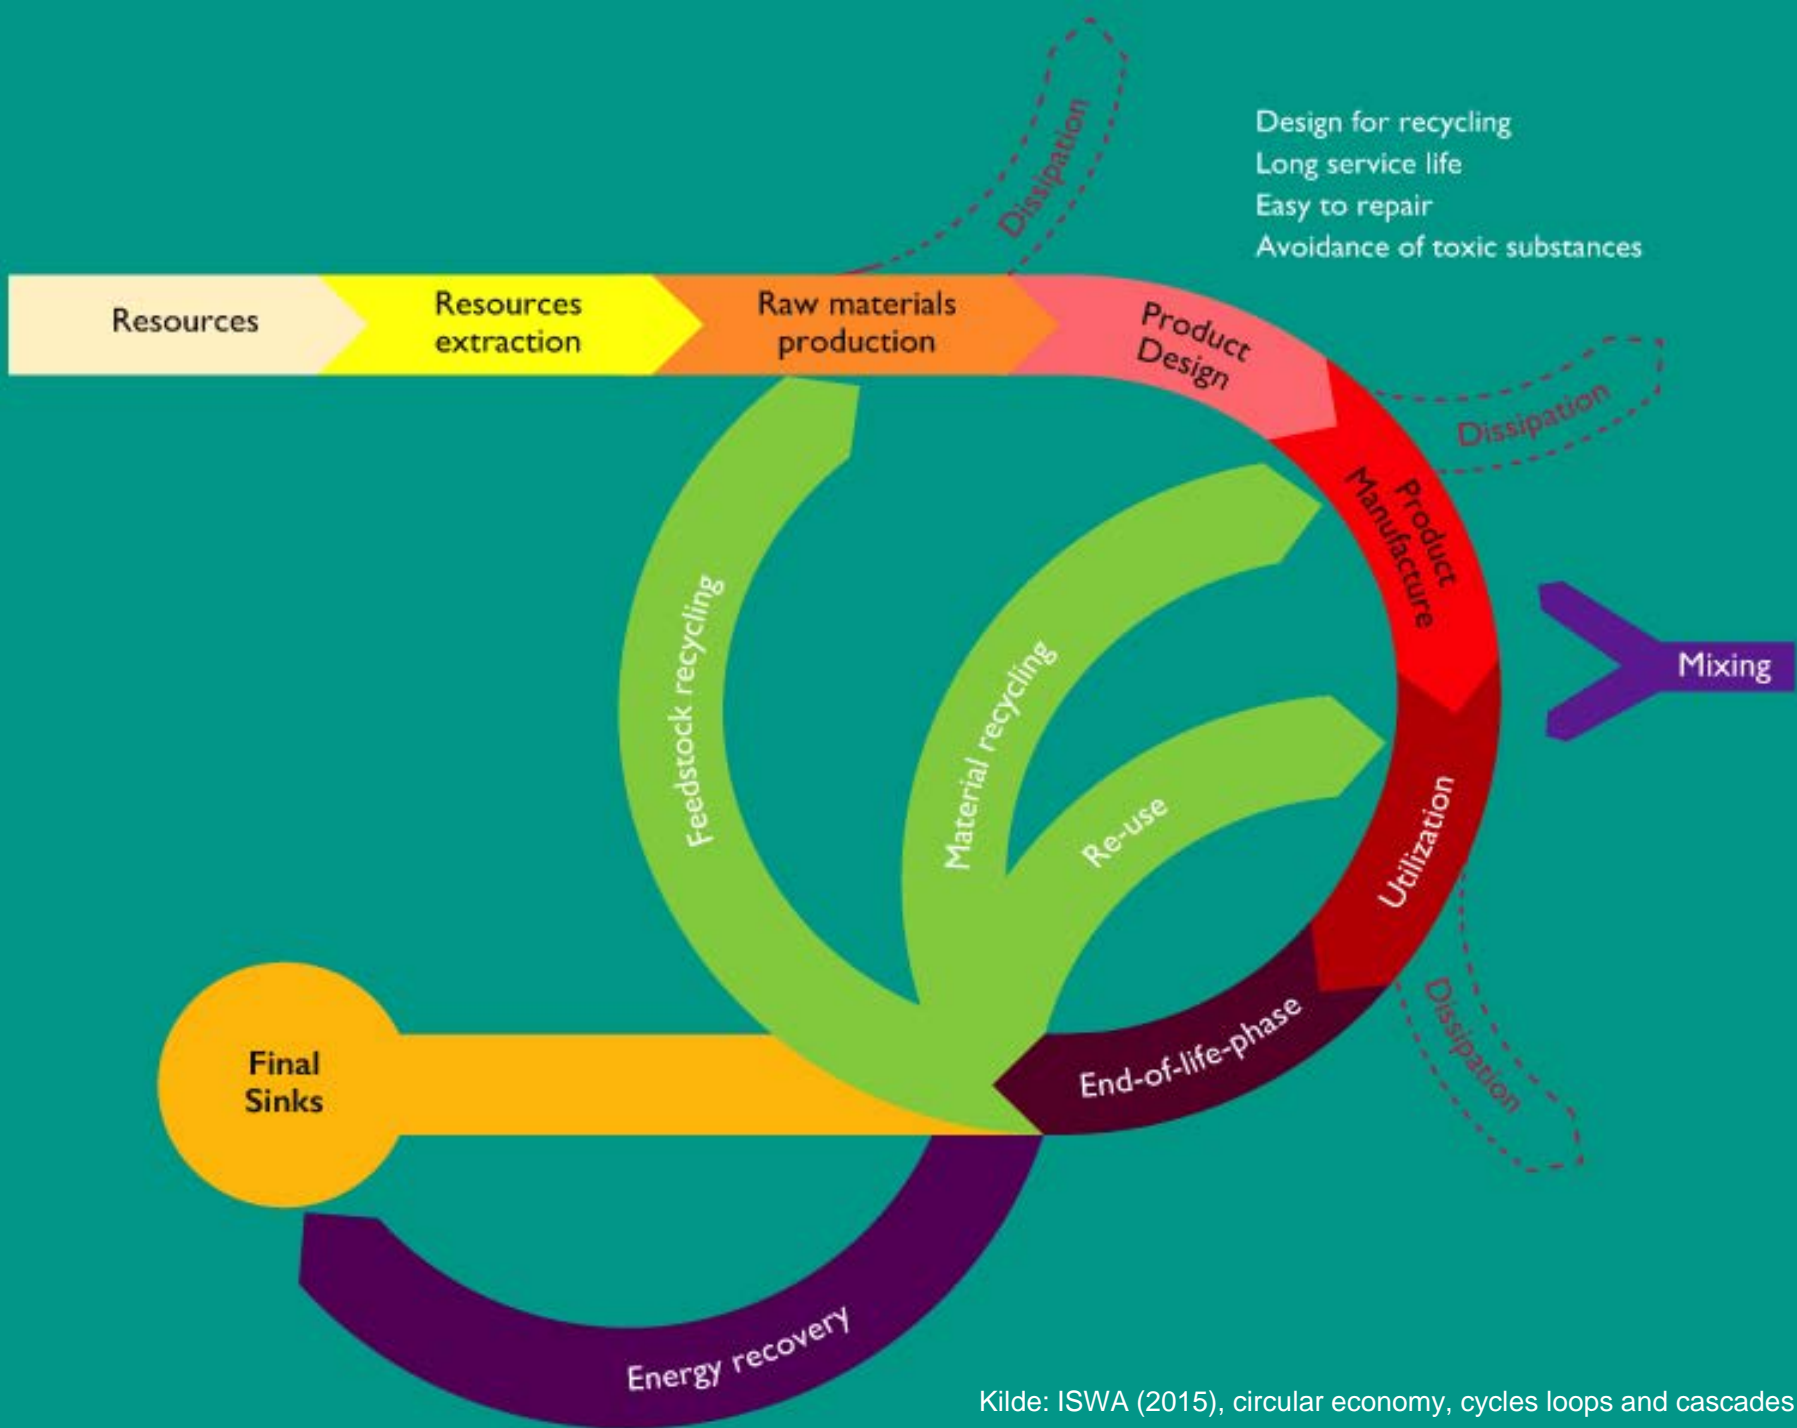 Dissipation
Design for recycling
Long service life
Easy to repair
Avoidance of toxic substances
Resources
Resources
extraction
Raw materials
production
Product
Design
Dissipation
Product
Manufacture
Mixing
Feedstock recycling
Material recycling
Re-use
Utilization
Dissipation
End-of-life-phase
Final
Sinks
Energy recovery
Kilde: ISWA (2015), circular economy, cycles loops and cascades